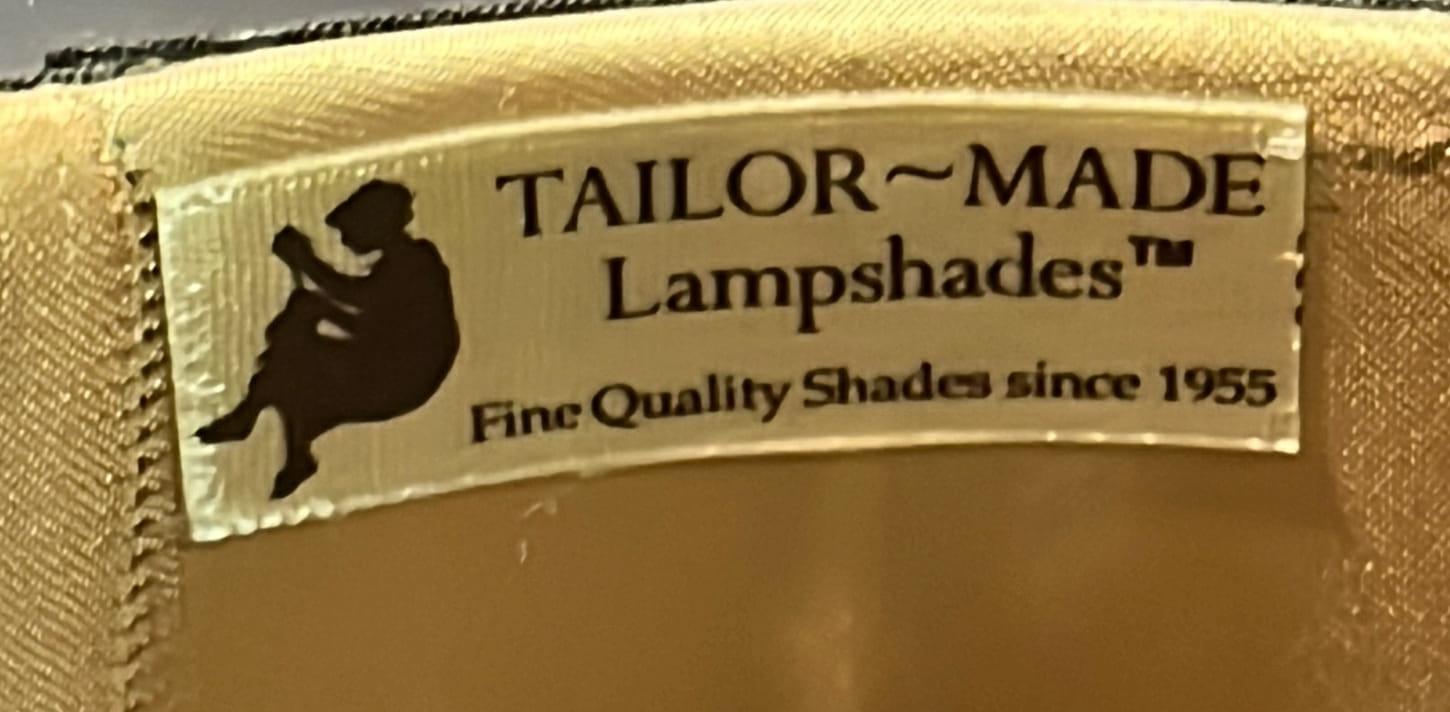 TAILOR~MADE
Lampshades™
Fine Quality Shades since 1955